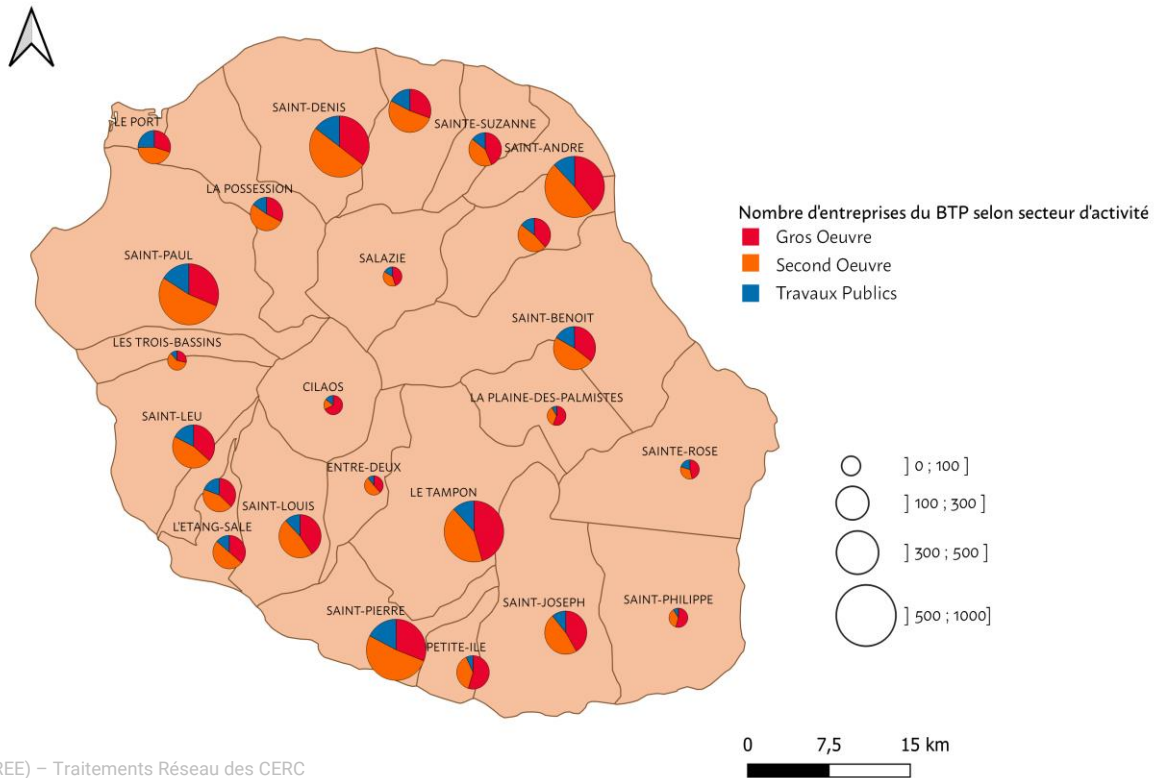 SAINT-DENIS
LE PORT
SAINTE-SUZANNE
SAINT-ANDRE
LA POSSESSION
SAINT-PAUL
SALAZIE
SAINT-BENOIT
LES TROIS-BASSINS
CILAOS
LA PLAINE-DES-PALMISTES
SAINT-LEU
SAINTE-ROSE
ENTRE-DEUX
LE TAMPON
SAINT-LOUIS
L'ETANG-SALE
SAINT-PIERRE
SAINT-JOSEPH
SAINT-PHILIPPE
PETITE-ILE
Nombre d'entreprises du BTP selon secteur d'activité
Gros Oeuvre
Second Oeuvre
Travaux Publics
] 0 ; 100 ]
] 100 ; 300 ]
] 300 ; 500 ]
] 500 ; 1000]
0 7,5 15 km
REE) – Traitements Réseau des CERC